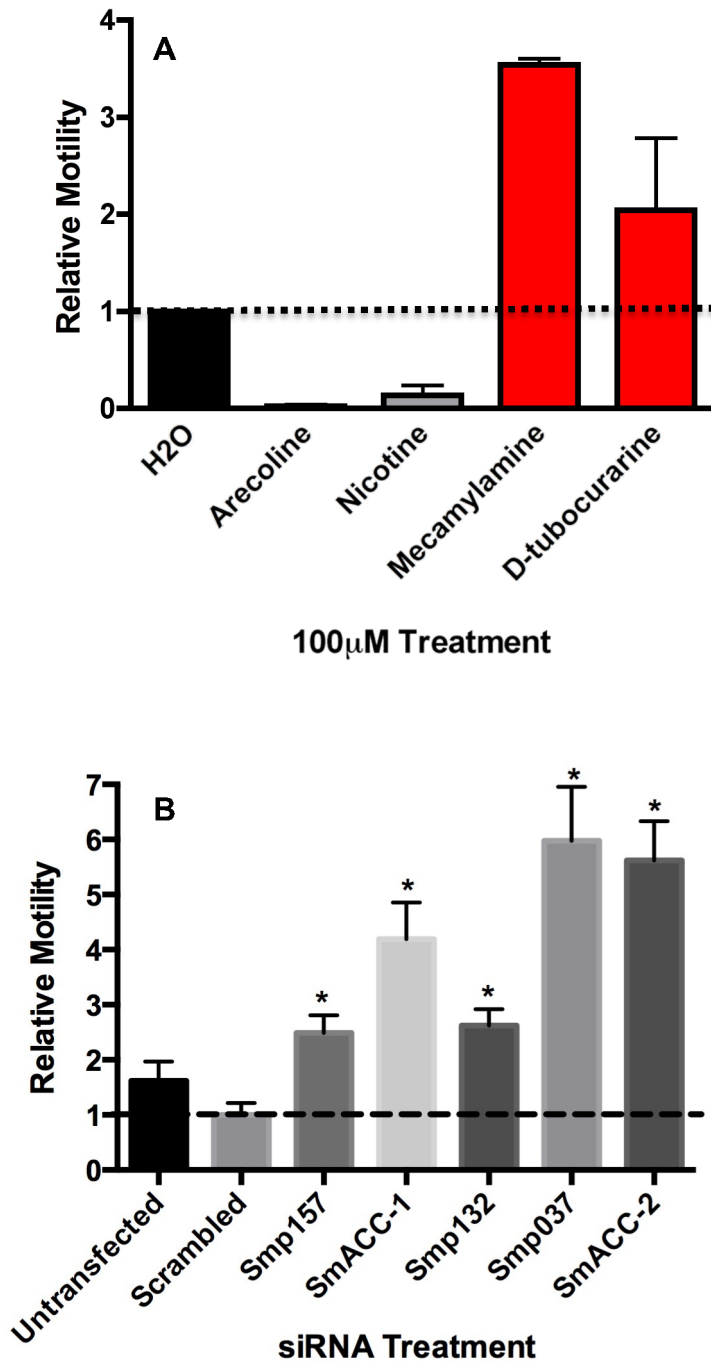 A
Relative Motility
4
3
2
1
0
H2O
Arecoline
Nicotine
Mecamylamine
D-tubocurarine
100μM Treatment
B
Relative Motility
7
6
5
4
3
2
1
0
*
*
*
*
*
Untransfected
Scrambled
Smp157
SmACC-1
Smp132
Smp037
SmACC-2
siRNA Treatment